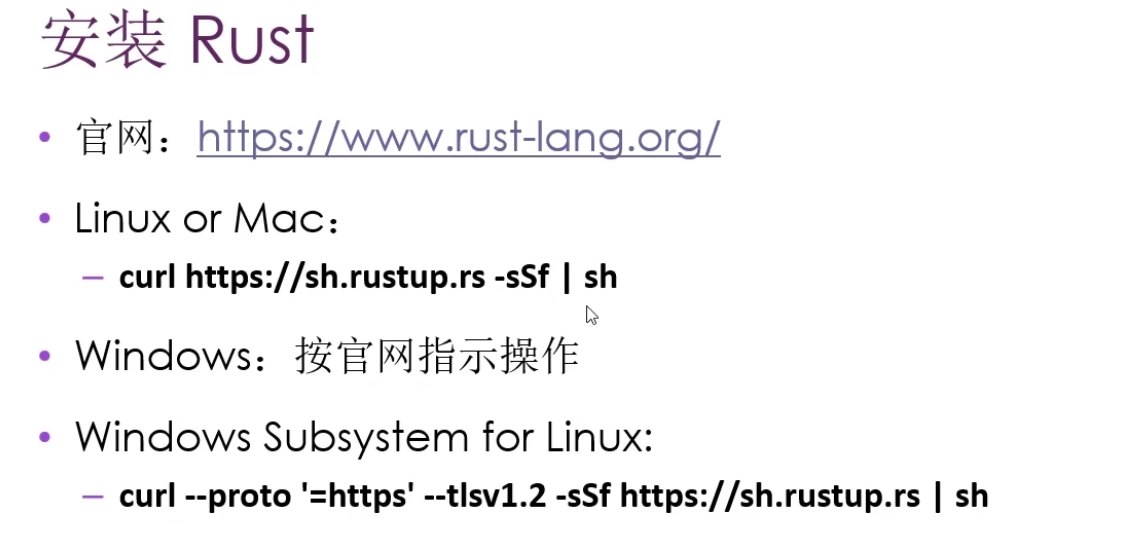 安装 Rust
• 官网：https://www.rust-lang.org/
• Linux or Mac：
– curl https://sh.rustup.rs -sSf | sh
• Windows：按官网指示操作
• Windows Subsystem for Linux:
– curl --proto '=https' --tlsv1.2 -sSf https://sh.rustup.rs | sh